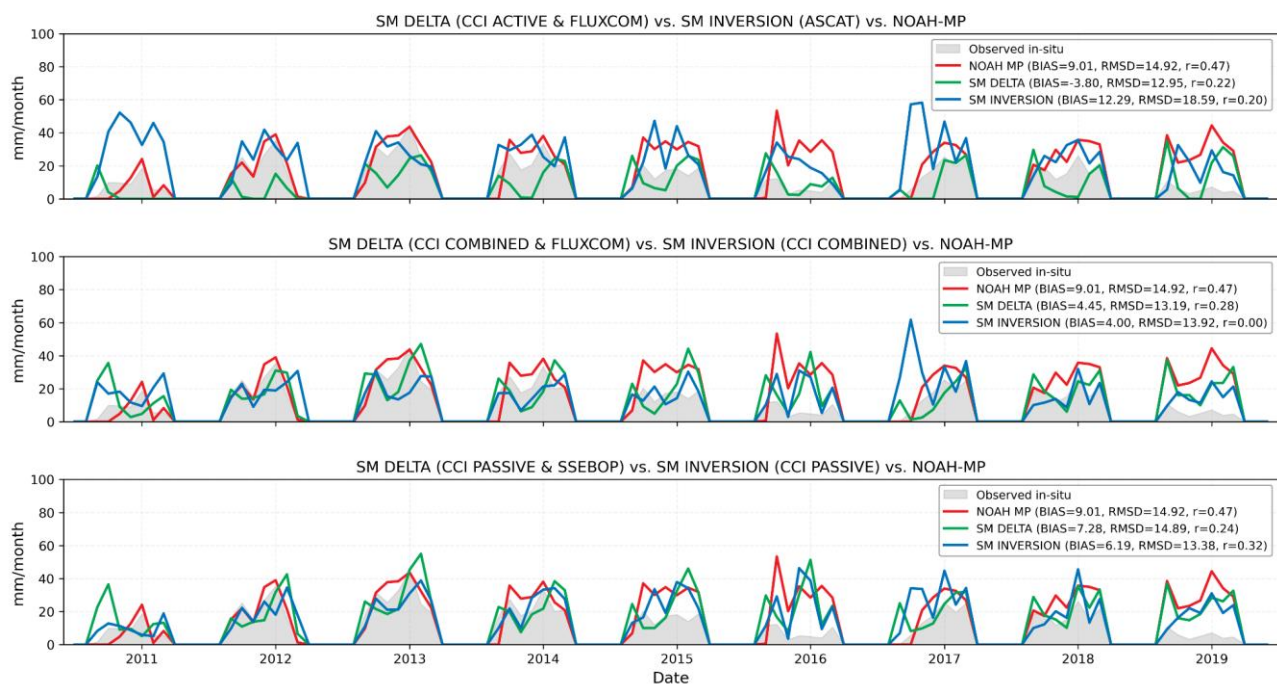 SM DELTA (CCI ACTIVE & FLUXCOM) vs. SM INVERSION (ASCAT) vs. NOAH-MP
100
80
60
40
20
0
mm/month
Observed in-situ
NOAH MP (BIAS=9.01, RMSD=14.92, r=0.47)
SM DELTA (BIAS=-3.80, RMSD=12.95, r=0.22)
SM INVERSION (BIAS=12.29, RMSD=18.59, r=0.20)
SM DELTA (CCI COMBINED & FLUXCOM) vs. SM INVERSION (CCI COMBINED) vs. NOAH-MP
100
80
60
40
20
0
mm/month
Observed in-situ
NOAH MP (BIAS=9.01, RMSD=14.92, r=0.47)
SM DELTA (BIAS=4.45, RMSD=13.19, r=0.28)
SM INVERSION (BIAS=4.00, RMSD=13.92, r=0.00)
SM DELTA (CCI PASSIVE & SSEBOP) vs. SM INVERSION (CCI PASSIVE) vs. NOAH-MP
100
80
60
40
20
0
mm/month
Observed in-situ
NOAH MP (BIAS=9.01, RMSD=14.92, r=0.47)
SM DELTA (BIAS=7.28, RMSD=14.89, r=0.24)
SM INVERSION (BIAS=6.19, RMSD=13.38, r=0.32)
2011 2012 2013 2014 2015 2016 2017 2018 2019
Date